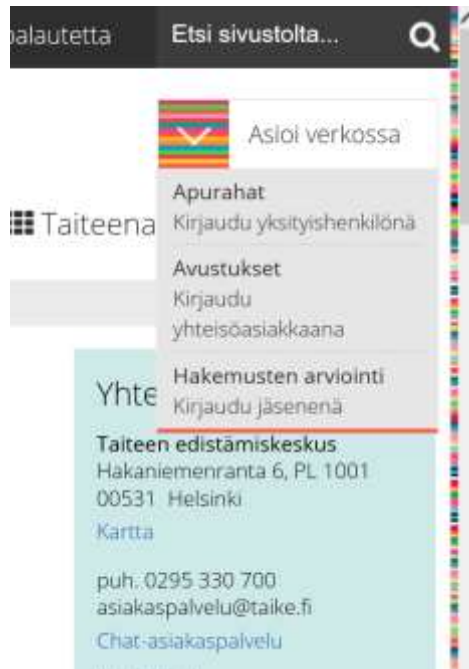 palautetta Etsi sivustolta...
Asioi verkossa
Apurahat
Kirjaudu yksityishenkilönä
Taiteena
Avustukset
Kirjaudu
yhteisöasiakkaana
Hakemusten arviointi
Kirjaudu jäsenenä
Yhte
Taiteen edistämiskeskus
Hakaniemenranta 6, PL 1001
00531 Helsinki
Kartta
puh. 0295 330 700
asiakaspalvelu@taike.fi
Chat-asiakaspalvelu